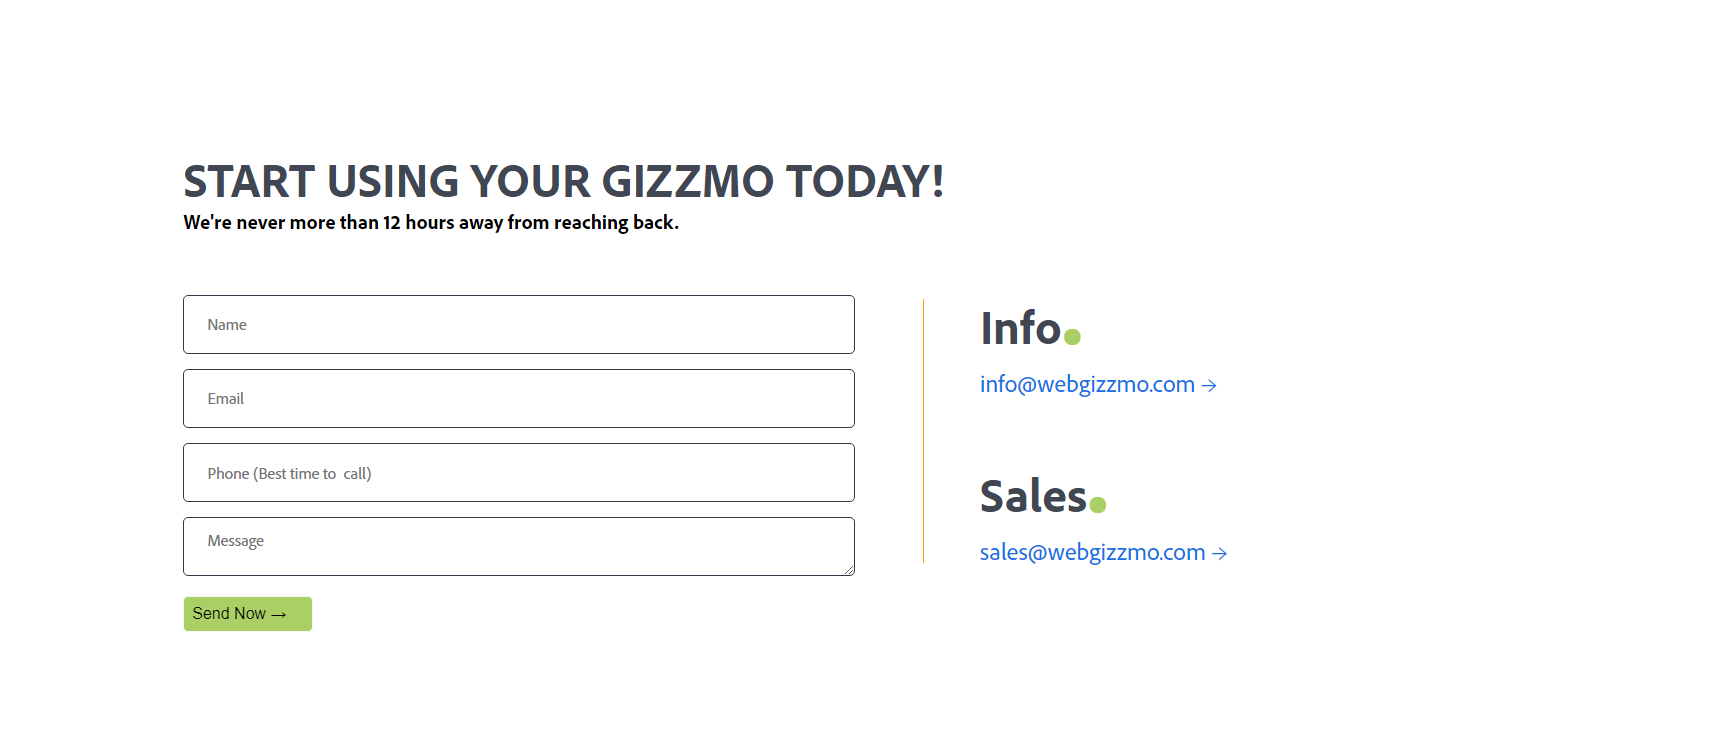 START USING YOUR GIZZMO TODAY!
We're never more than 12 hours away from reaching back.
Name
Email
Phone (Best time to  call)
Message
Send Now →
Info.
info@webgizzmo.com →
Sales.
sales@webgizzmo.com →